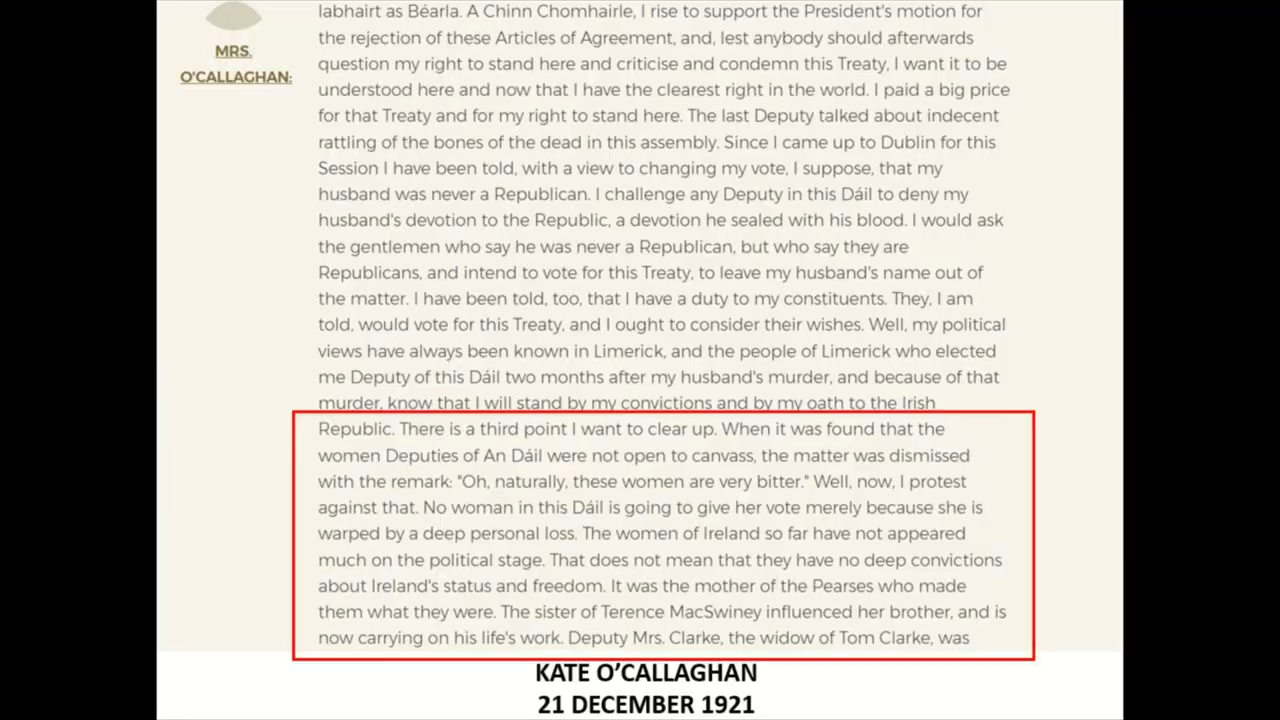 MRS.
O'CALLAGHAN:
labhairt as Béarla. A Chinn Chomhairle, I rise to support the President's motion for
the rejection of these Articles of Agreement, and, lest anybody should afterwards
question my right to stand here and criticise and condemn this Treaty, I want it to be
understood here and now that I have the clearest right in the world. I paid a big price
for that Treaty and for my right to stand here. The last Deputy talked about indecent
rattling of the bones of the dead in this assembly. Since I came up to Dublin for this
Session I have been told, with a view to changing my vote, I suppose, that my
husband was never a Republican. I challenge any Deputy in this Dáil to deny my
husband's devotion to the Republic, a devotion he sealed with his blood. I would ask
the gentlemen who say he was never a Republican, but who say they are
Republicans, and intend to vote for this Treaty, to leave my husband's name out of
the matter. I have been told, too, that I have a duty to my constituents. They, I am
told, would vote for this Treaty, and I ought to consider their wishes. Well, my political
views have always been known in Limerick, and the people of Limerick who elected
me Deputy of this Dáil two months after my husband's murder, and because of that
murder, know that I will stand by my convictions and by my oath to the Irish
Republic. There is a third point I want to clear up. When it was found that the
women Deputies of An Dáil were not open to canvass, the matter was dismissed
with the remark: "Oh, naturally, these women are very bitter." Well, now, I protest
against that. No woman in this Dáil is going to give her vote merely because she is
warped by a deep personal loss. The women of Ireland so far have not appeared
much on the political stage. That does not mean that they have no deep convictions
about Ireland's status and freedom. It was the mother of the Pearses who made
them what they were. The sister of Terence MacSwiney influenced her brother, and is
now carrying on his life's work. Deputy Mrs. Clarke, the widow of Tom Clarke, was
KATE O'CALLAGHAN
21 DECEMBER 1921